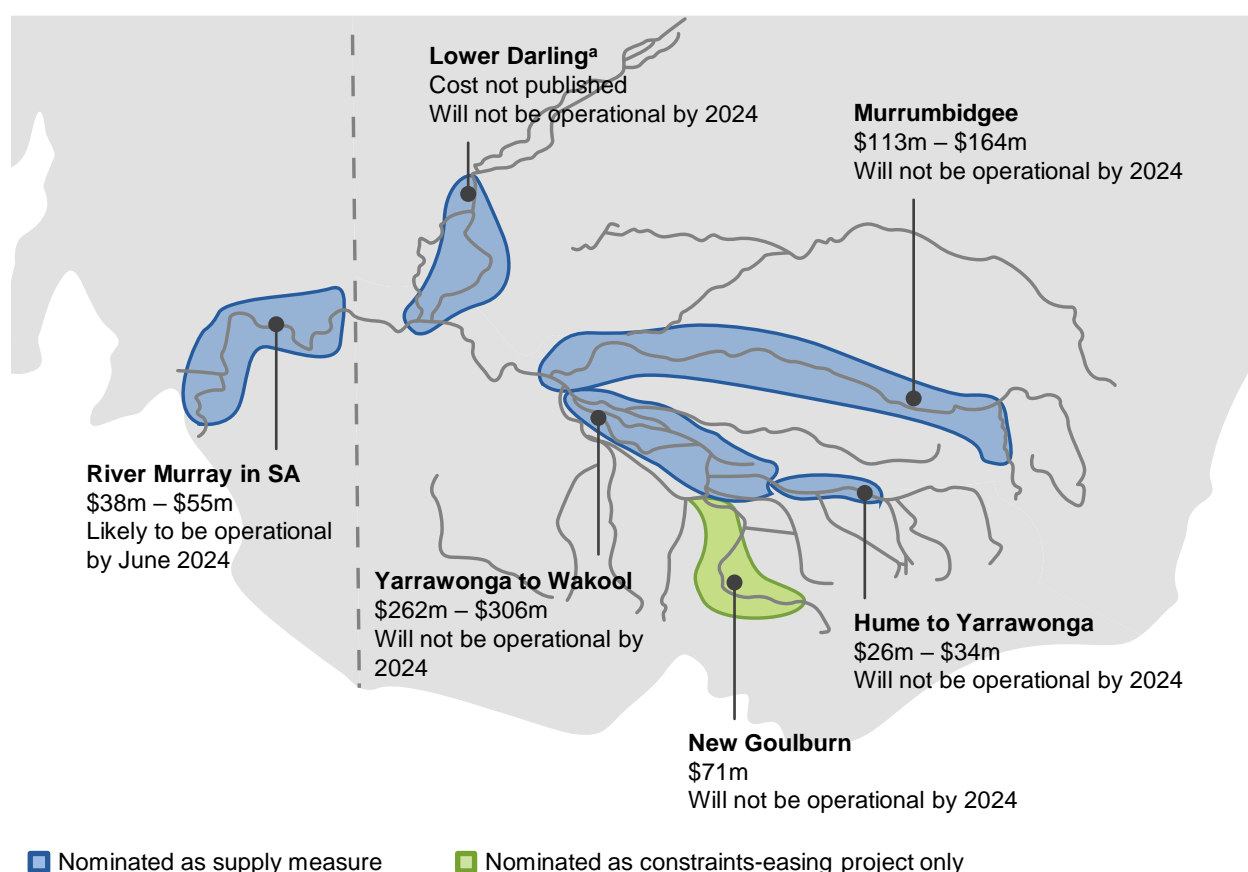 Lower Darlingᵃ
Cost not published
Will not be operational by 2024
Murrumbidgee
$113m – $164m
Will not be operational by 2024
River Murray in SA
$38m – $55m
Likely to be operational
by June 2024
Yarrawonga to Wakool
$262m – $306m
Will not be operational by
2024
Hume to Yarrawonga
$26m – $34m
Will not be operational by 2024
New Goulburn
$71m
Will not be operational by 2024
Nominated as supply measure
Nominated as constraints-easing project only